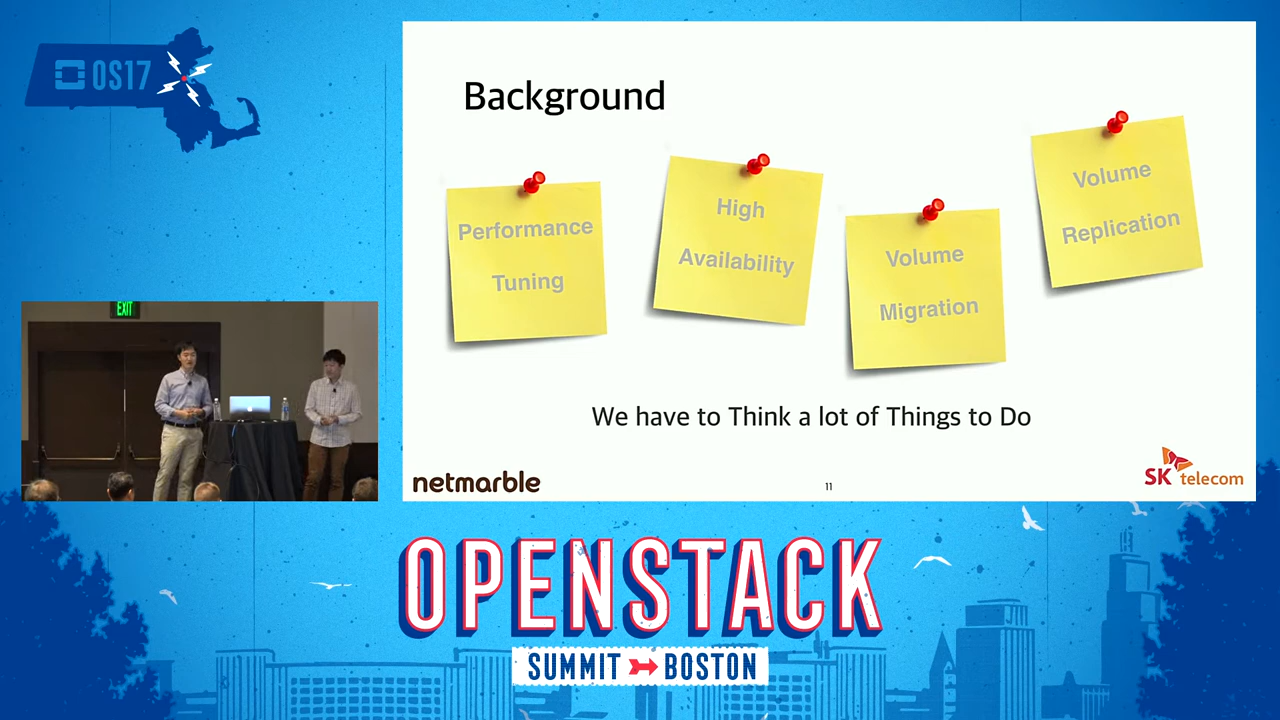 OS17
EXIT
Background
Performance
Tuning
High
Availability
Volume
Migration
Volume
Replication
We have to Think a lot of Things to Do
netmarble
11
SK telecom
OPENSTACK
SUMMIT BOSTON